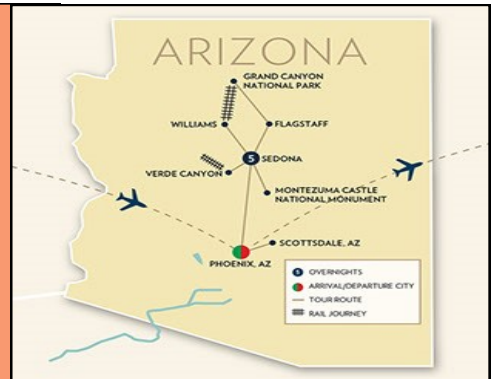 ARIZONA
GRAND CANYON
NATIONAL PARK
WILLIAMS
FLAGSTAFF
5
SEDONA
VERDE CANYON
MONTEZUMA CASTLE
NATIONAL MONUMENT
SCOTTSDALE, AZ
PHOENIX, AZ
5 OVERNIGHTS
ARRIVAL/DEPARTURE CITY
TOUR ROUTE
RAIL JOURNEY